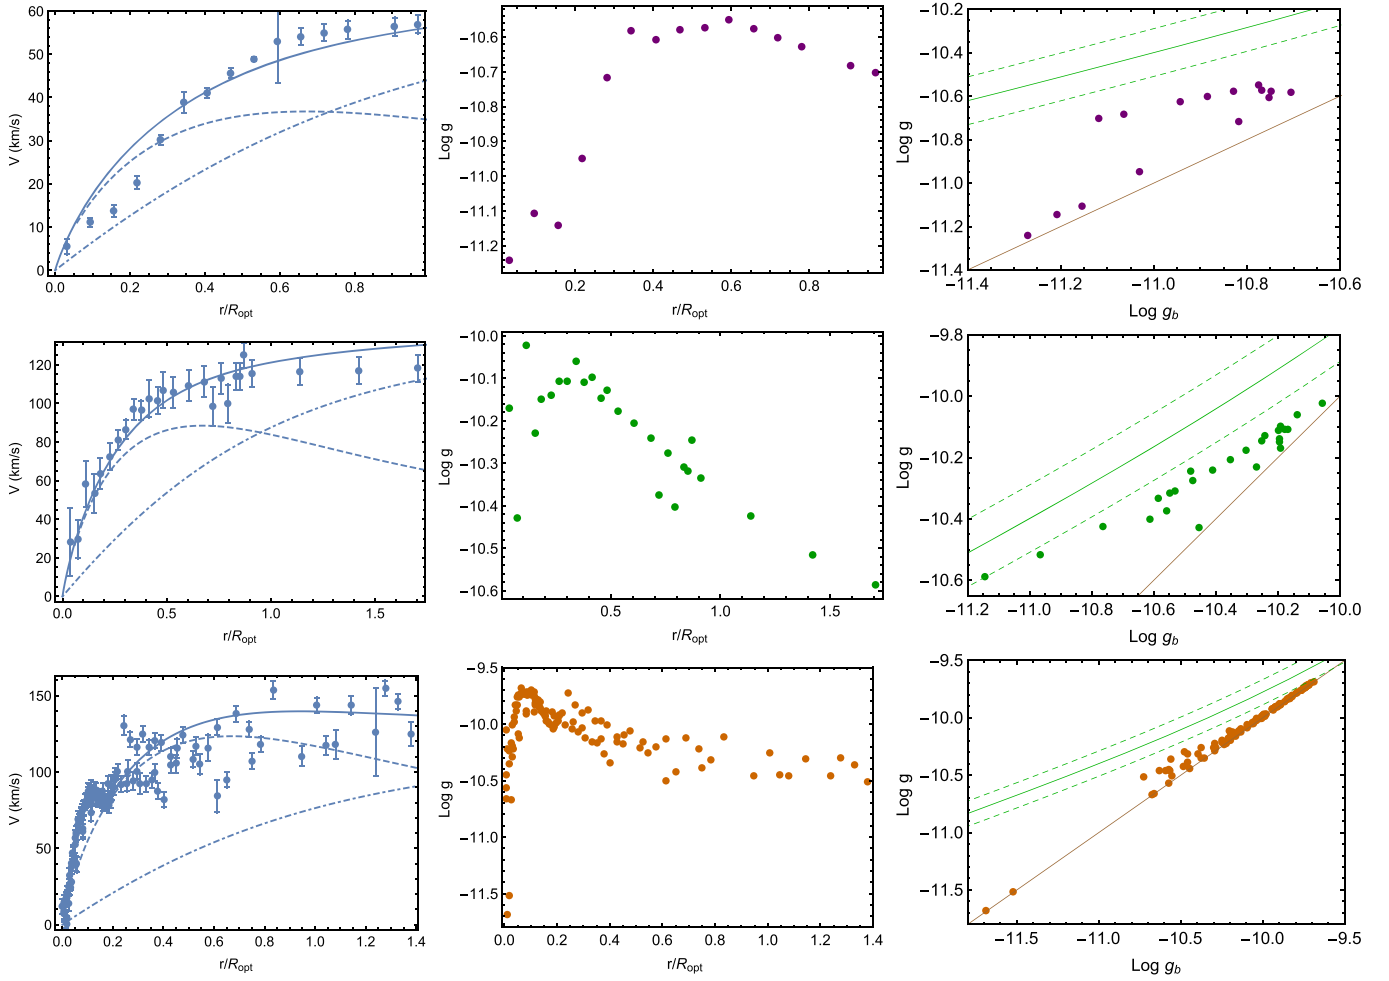 60
50
40
30
20
10
0
V (km/s)
0.0 0.2 0.4 0.6 0.8
r/Ropt
−10.6
−10.7
−10.8
−10.9
−11.0
−11.1
−11.2
Log g
0.2 0.4 0.6 0.8
r/Ropt
−10.2
−10.4
−10.6
−10.8
−11.0
−11.2
−11.4
Log g
−11.4 −11.2 −11.0 −10.8 −10.6
Log gb
120
100
80
60
40
20
0
V (km/s)
0.0 0.5 1.0 1.5
r/Ropt
−10.0
−10.1
−10.2
−10.3
−10.4
−10.5
−10.6
Log g
0.5 1.0 1.5
r/Ropt
−9.8
−10.0
−10.2
−10.4
−10.6
Log g
−11.2 −11.0 −10.8 −10.6 −10.4 −10.2 −10.0
Log gb
150
100
50
0
V (km/s)
0.0 0.2 0.4 0.6 0.8 1.0 1.2 1.4
r/Ropt
−9.5
−10.0
−10.5
−11.0
−11.5
Log g
0.0 0.2 0.4 0.6 0.8 1.0 1.2 1.4
r/Ropt
−9.5
−10.0
−10.5
−11.0
−11.5
Log g
−11.5 −11.0 −10.5 −10.0 −9.5
Log gb